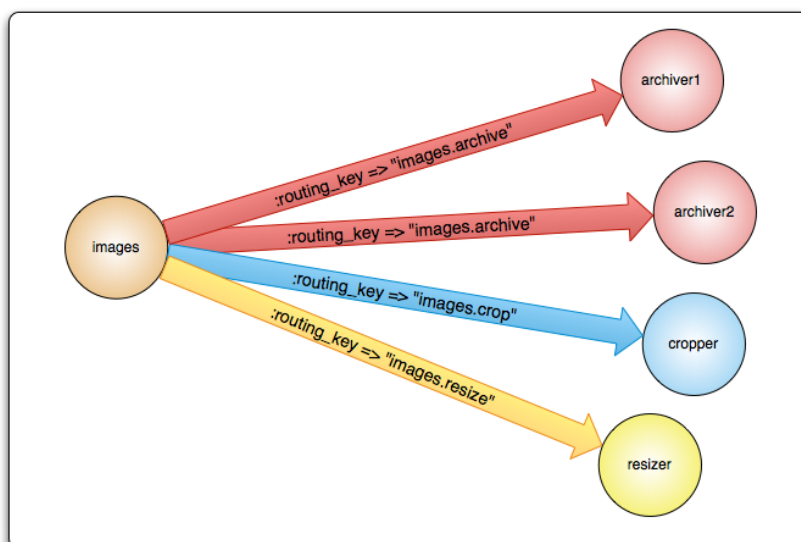 archiver1
:routing_key => "images.archive"
archiver2
:routing_key => "images.archive"
images
:routing_key => "images.crop"
cropper
:routing_key => "images.resize"
resizer